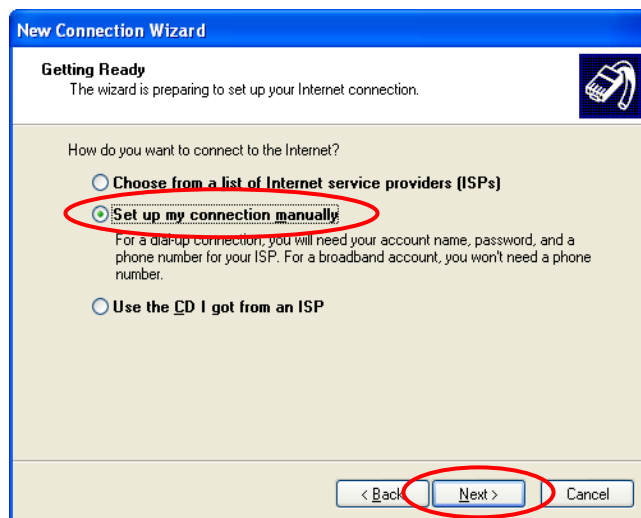 New Connection Wizard
Getting Ready
The wizard is preparing to set up your Internet connection.
How do you want to connect to the Internet?
Choose from a list of Internet service providers (ISPs)
Set up my connection manually
For a dial-up connection, you will need your account name, password, and a
phone number for your ISP. For a broadband account, you won't need a phone
number.
Use the CD I got from an ISP
< Back Next > Cancel